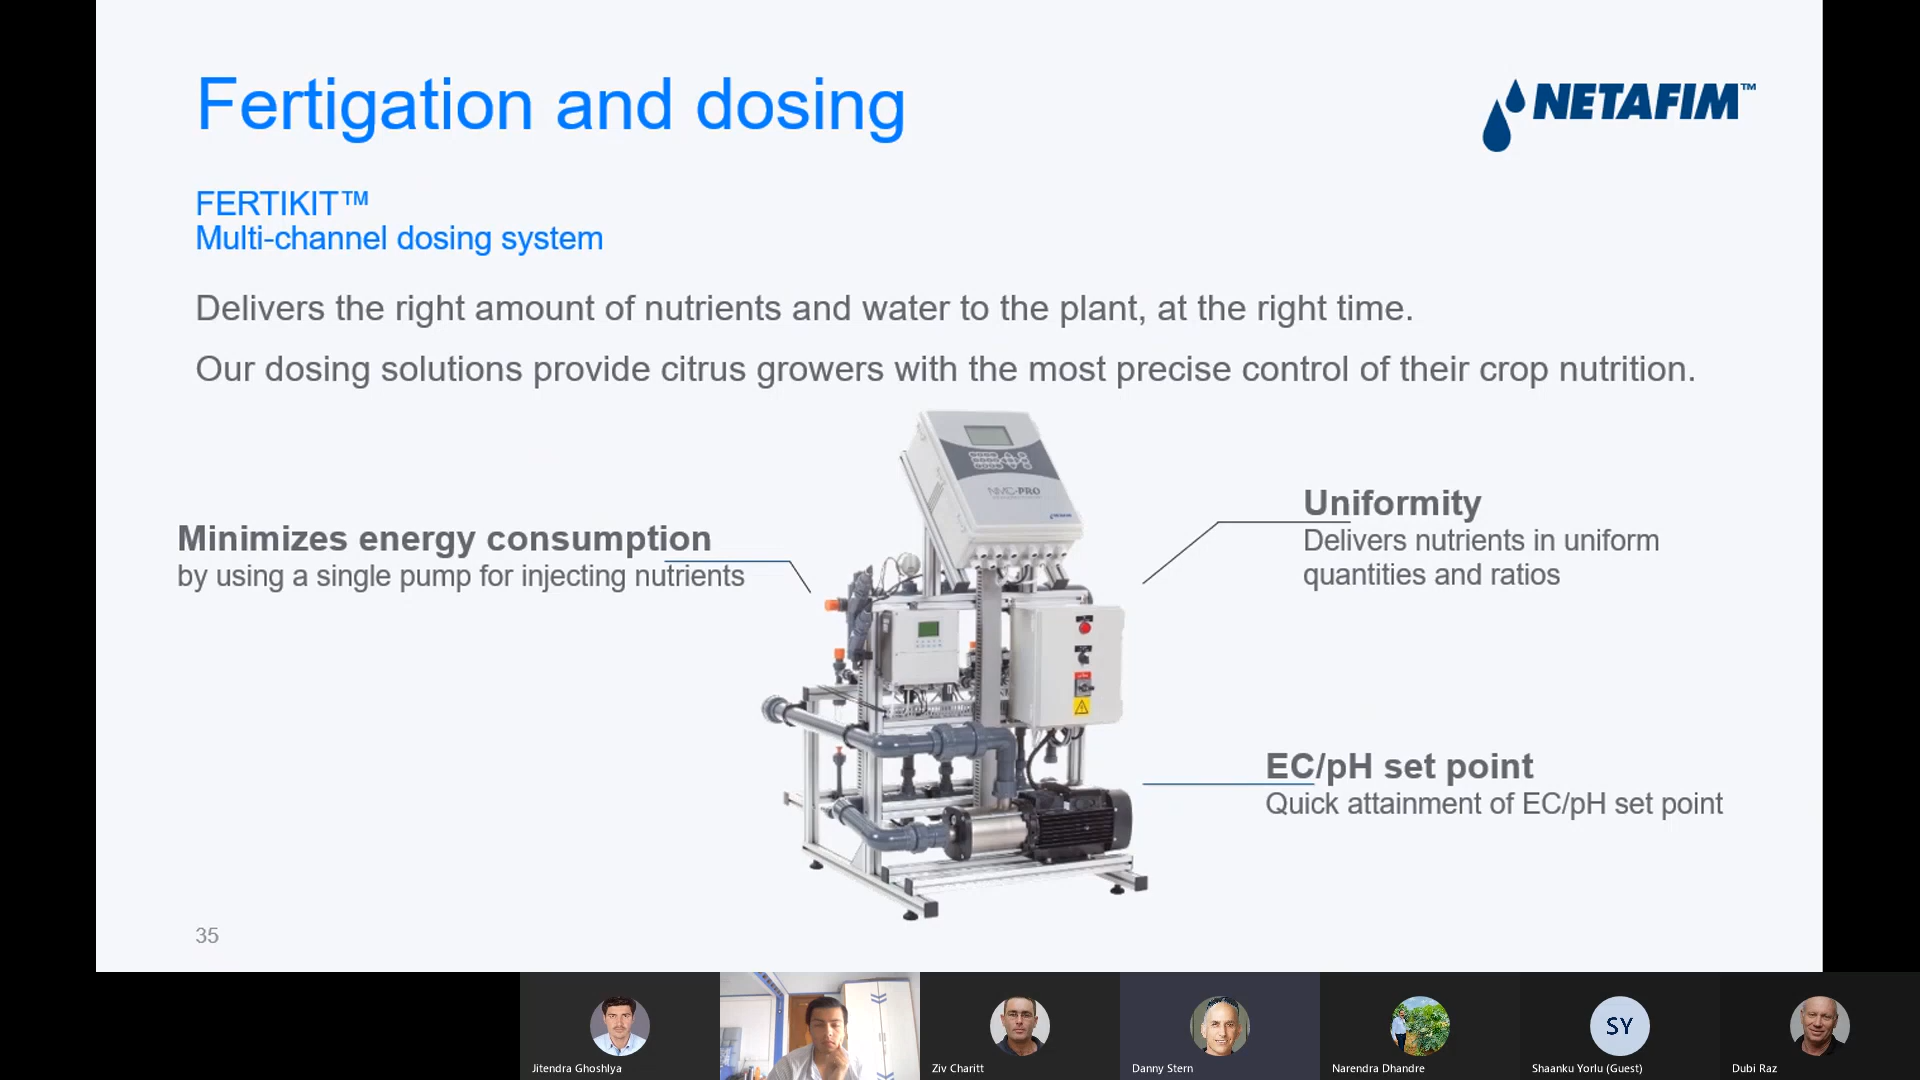 Fertigation and dosing
NETAFIM™
FERTIKIT™
Multi-channel dosing system
Delivers the right amount of nutrients and water to the plant, at the right time.
Our dosing solutions provide citrus growers with the most precise control of their crop nutrition.
Minimizes energy consumption
by using a single pump for injecting nutrients
NMC-PRO
Uniformity
Delivers nutrients in uniform
quantities and ratios
EC/pH set point
Quick attainment of EC/pH set point
35
SY
Jitendra Ghoshlya
Ziv Charitt
Danny Stern
Narendra Dhandre
Shaanku Yorlu (Guest)
Dubi Raz